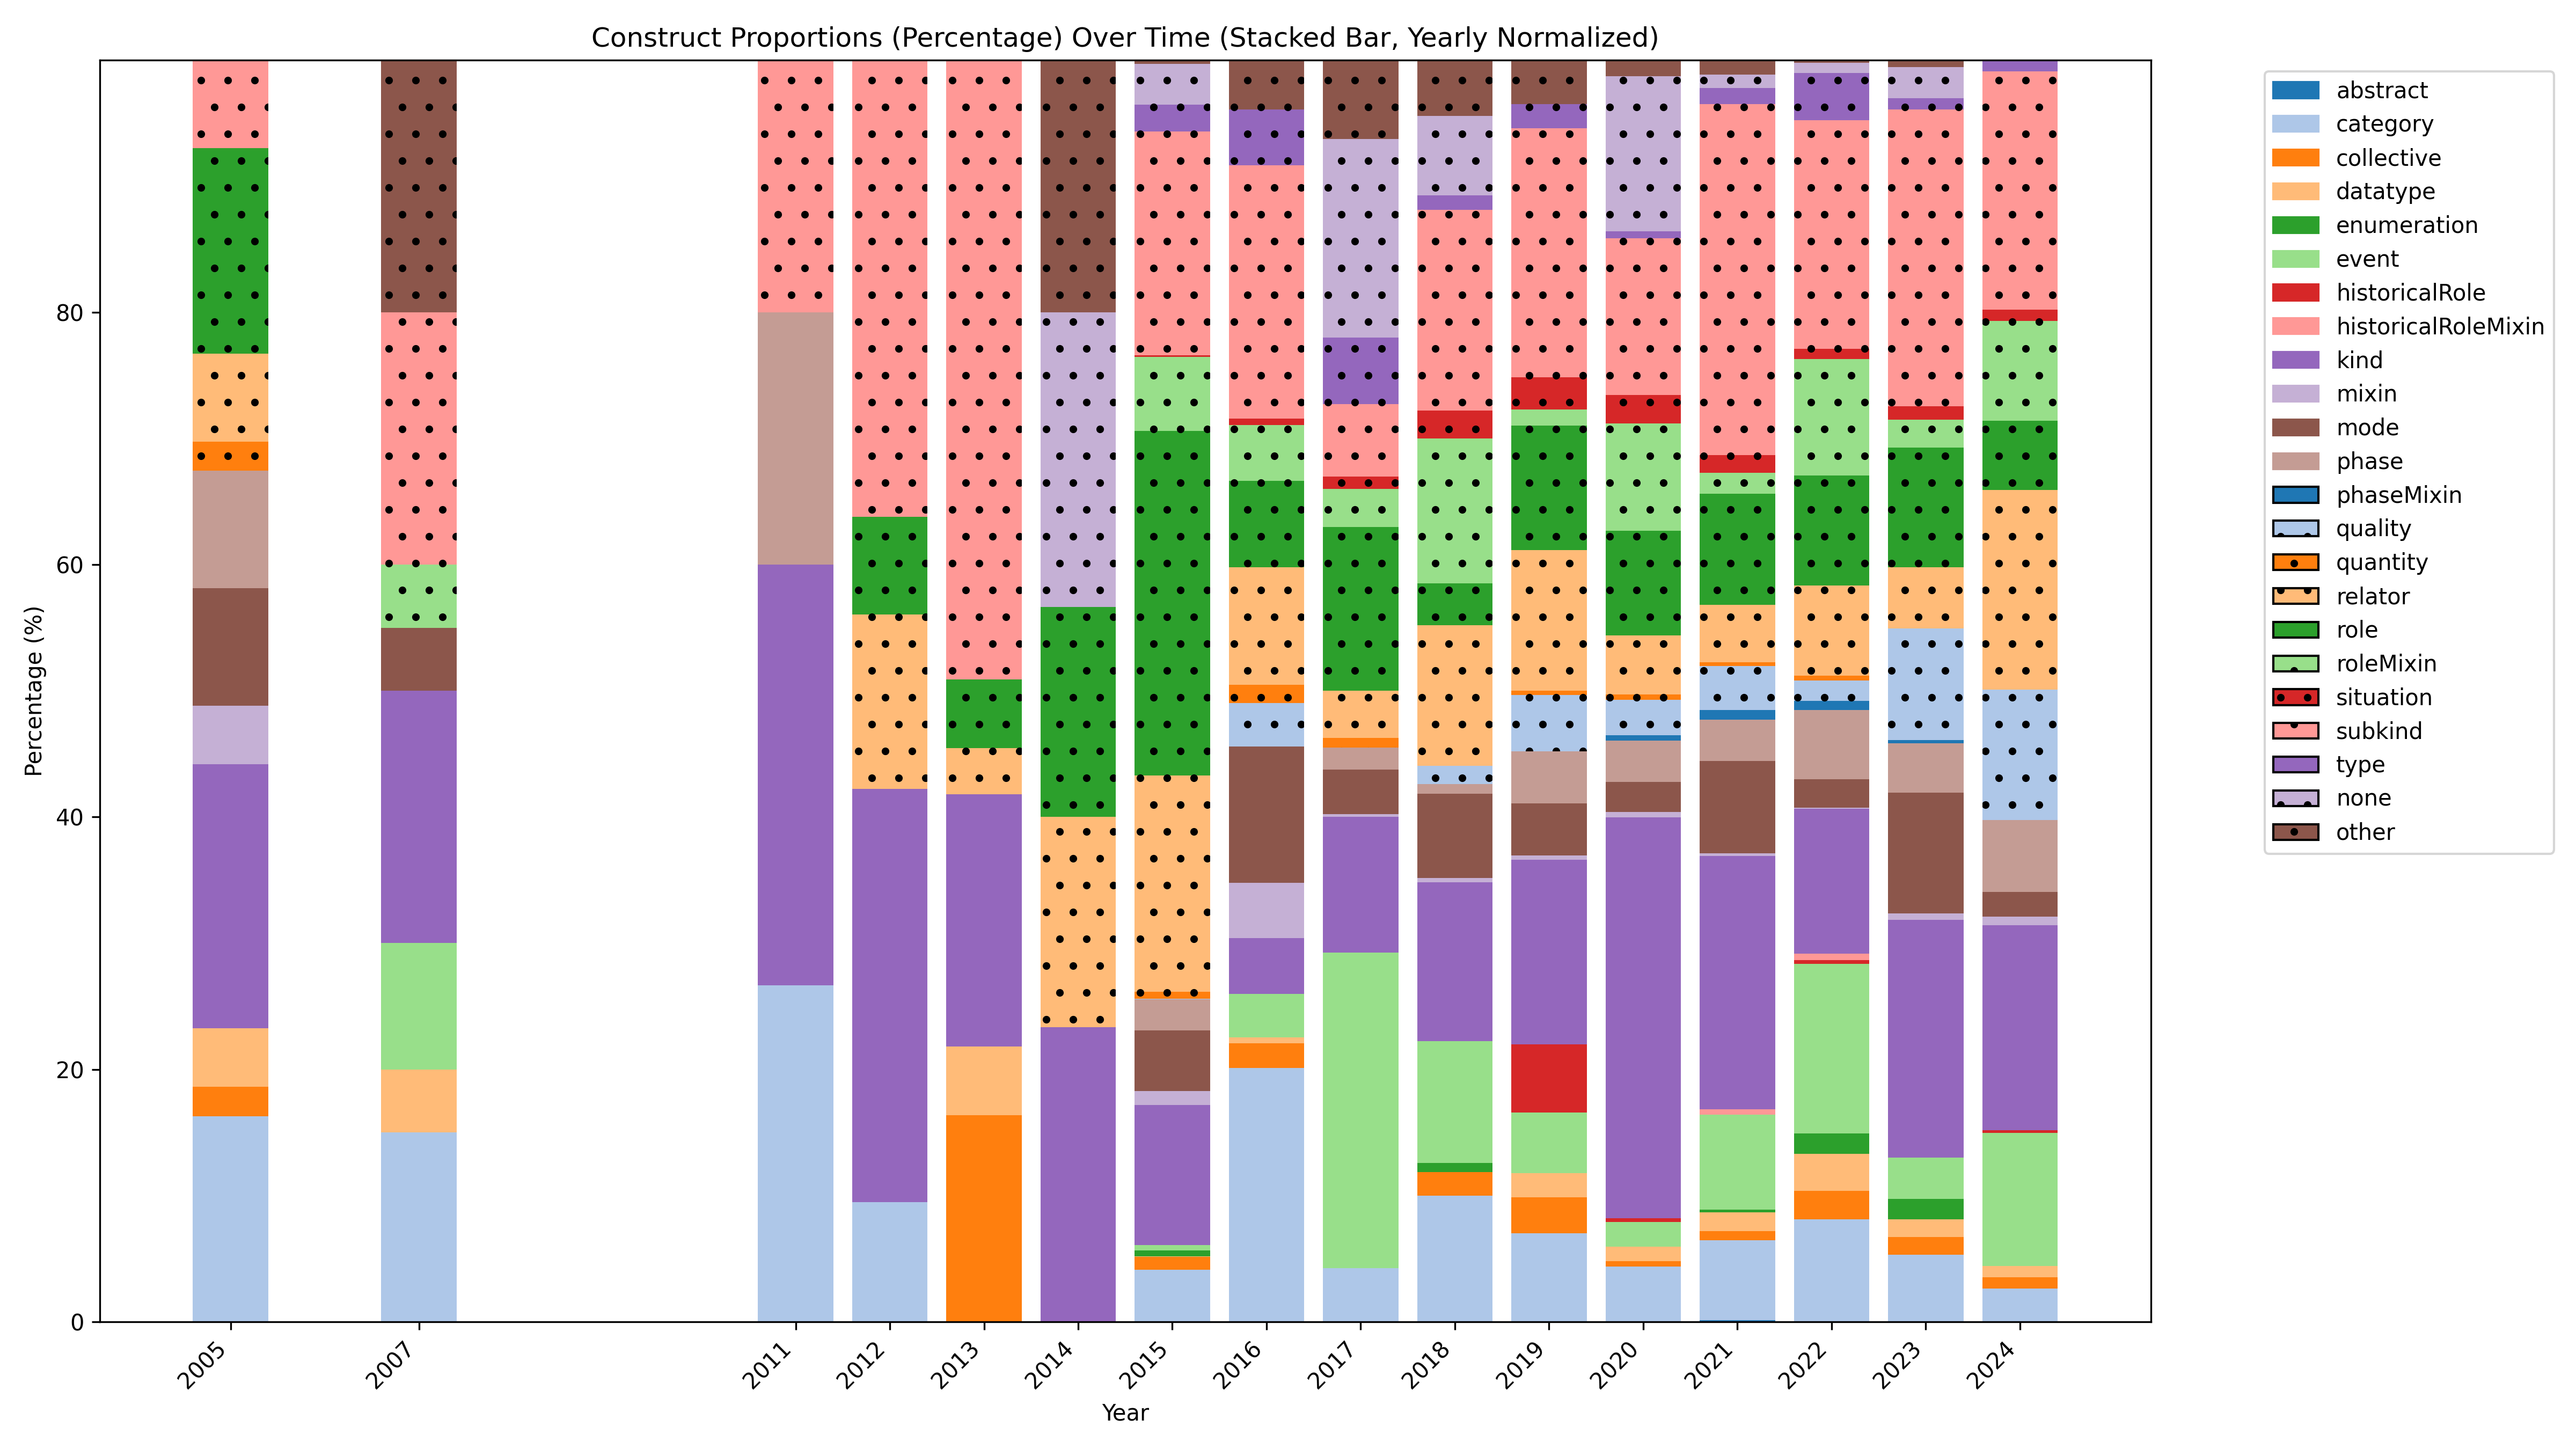 Construct Proportions (Percentage) Over Time (Stacked Bar, Yearly Normalized)
Percentage (%)
80
60
40
20
0
2005
2007
2011
2012
2013
2014
2015
2016
2017
2018
2019
2020
2021
2022
2023
2024
Year
abstract
category
collective
datatype
enumeration
event
historicalRole
historicalRoleMixin
kind
mixin
mode
phase
phaseMixin
quality
quantity
relator
role
roleMixin
situation
subkind
type
none
other